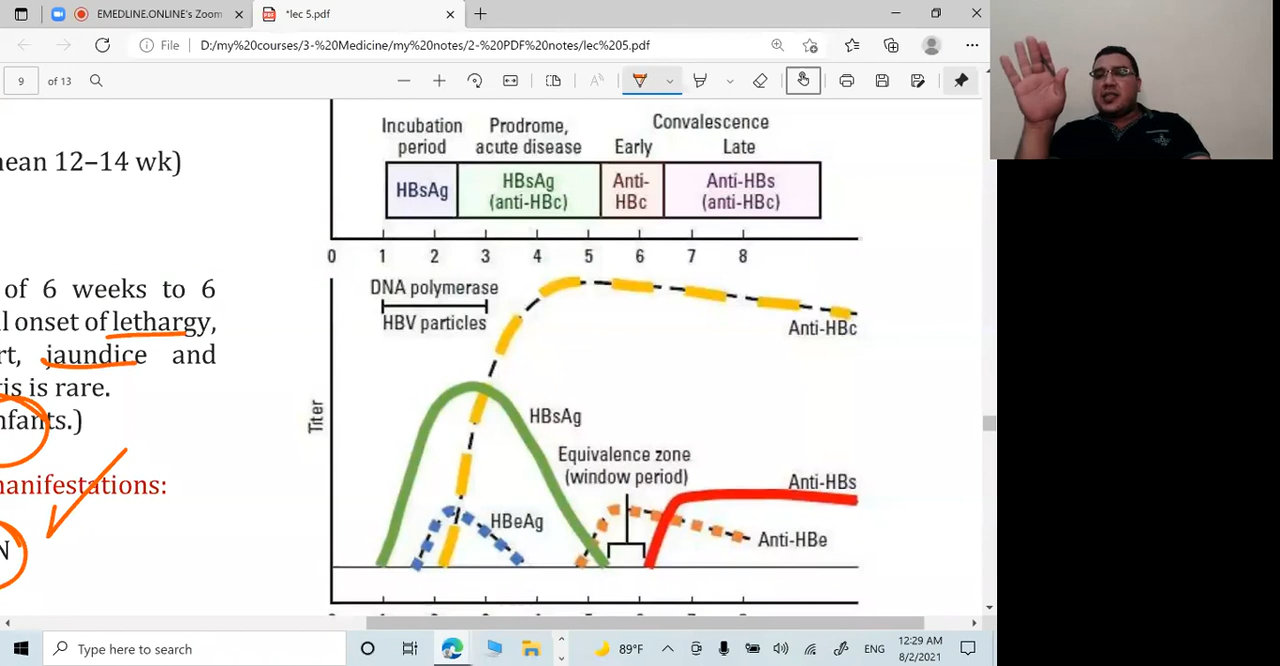 EMEDLINE.ONLINE's Zoom
*lec 5.pdf
File
D:/my%20courses/3-%20Medicine/my%20notes/2-%20PDF%20notes/lec%205.pdf
9
of 13
nean 12–14 wk)
of 6 weeks to 6
l onset of lethargy,
rt, jaundice and
tis is rare.
nfants.)
nanifestations:
N
Convalescence
Incubation Prodrome,
period acute disease Early Late
HBsAg
HBsAg
(anti-HBc)
Anti-
HBc
Anti-HBs
(anti-HBc)
0 1 2 3 4 5 6 7 8
DNA polymerase
HBV particles
Anti-HBc
Titer
HBsAg
Equivalence zone
(window period)
Anti-HBs
HBeAg
Anti-HBe
Type here to search
89°F
ENG
12:29 AM
8/2/2021